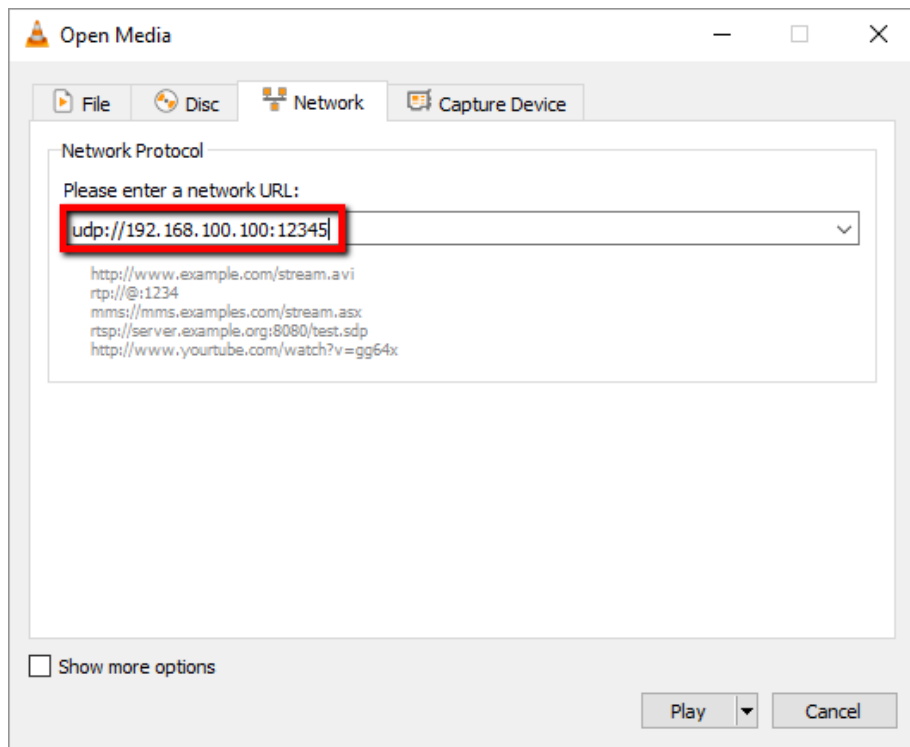 Open Media
File Disc Network Capture Device
Network Protocol
Please enter a network URL:
udp://192.168.100.100:12345
http://www.example.com/stream.avi
rtp://@:1234
mms://mms.examples.com/stream.asx
rtsp://server.example.org:8080/test.sdp
http://www.yourtube.com/watch?v=gg64x
Show more options
Play Cancel